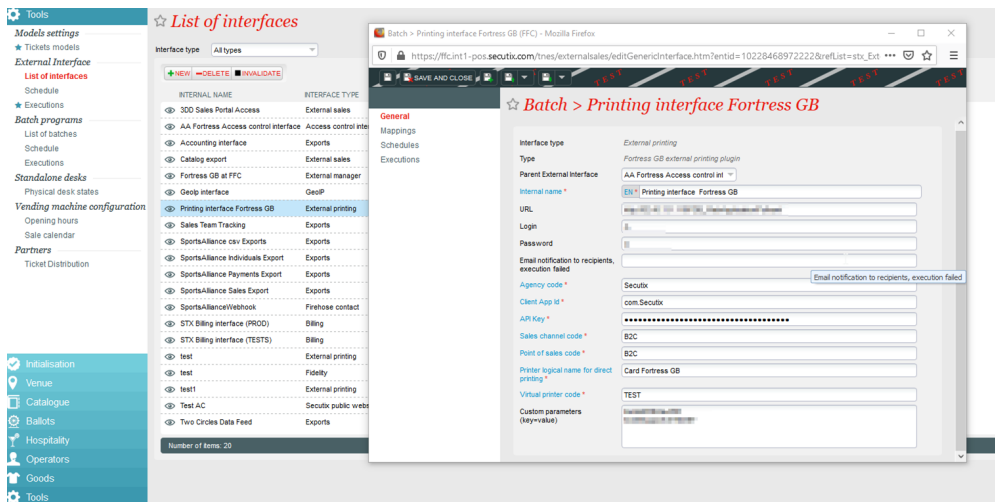 Tools
Models settings
Tickets models
External Interface
List of interfaces
Schedule
Executions
Batch programs
List of batches
Schedule
Executions
Standalone desks
Physical desk states
Vending machine configuration
Opening hours
Sale calendar
Partners
Ticket Distribution
Initialisation
Venue
Catalogue
Ballots
Hospitality
Operators
Goods
Tools
List of interfaces
Interface type All types
NEW DELETE INVALIDATE
INTERNAL NAME INTERFACE TYPE
3DD Sales Portal Access External sales
AA Fortress Access control interface Access control inte
Accounting interface Exports
Catalog export External sales
Fortress GB at FFC External manager
GeoIp interface GeoIP
Printing interface Fortress GB External printing
Sales Team Tracking Exports
SportsAlliance csv Exports Exports
SportsAlliance Individuals Export Exports
SportsAlliance Payments Export Exports
SportsAlliance Sales Export Exports
SportsAllianceWebhook Firehose contact
STX Billing interface (PROD) Billing
STX Billing interface (TESTS) Billing
test External printing
test Fidelity
test1 External printing
Test AC Secutix public webs
Two Circles Data Feed Exports
Number of items: 20
Batch > Printing interface Fortress GB (FFC) - Mozilla Firefox
https://ffc.int1-pos.secutix.com/tnes/externalsales/editGenericInterface.htm?entid=10228468972222&refList=stx_Ext
SAVE AND CLOSE
TEST TEST TEST TEST
General
Mappings
Schedules
Executions
Batch > Printing interface Fortress GB
Interface type External printing
Type Fortress GB external printing plugin
Parent External Interface AA Fortress Access control inf
Internal name * EN * Printing interface Fortress GB
URL
Login
Password
Email notification to recipients,
execution failed
Email notification to recipients, execution failed
Agency code * Secutix
Client App Id * com.Secutix
API Key * 
Sales channel code * B2C
Point of sales code * B2C
Printer logical name for direct
printing * Card Fortress GB
Virtual printer code * TEST
Custom parameters
(key=value)